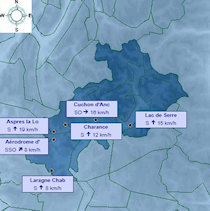 N
W E
S
Cuchon d'Anc
SO → 16 km/h
Lac de Serre
S ↑ 15 km/h
Aspres la Lo
S ↑ 19 km/h
Charance
S ↑ 12 km/h
Aérodrome d'
SSO ↗ 8 km/h
Laragne Chab
S ↑ km/h